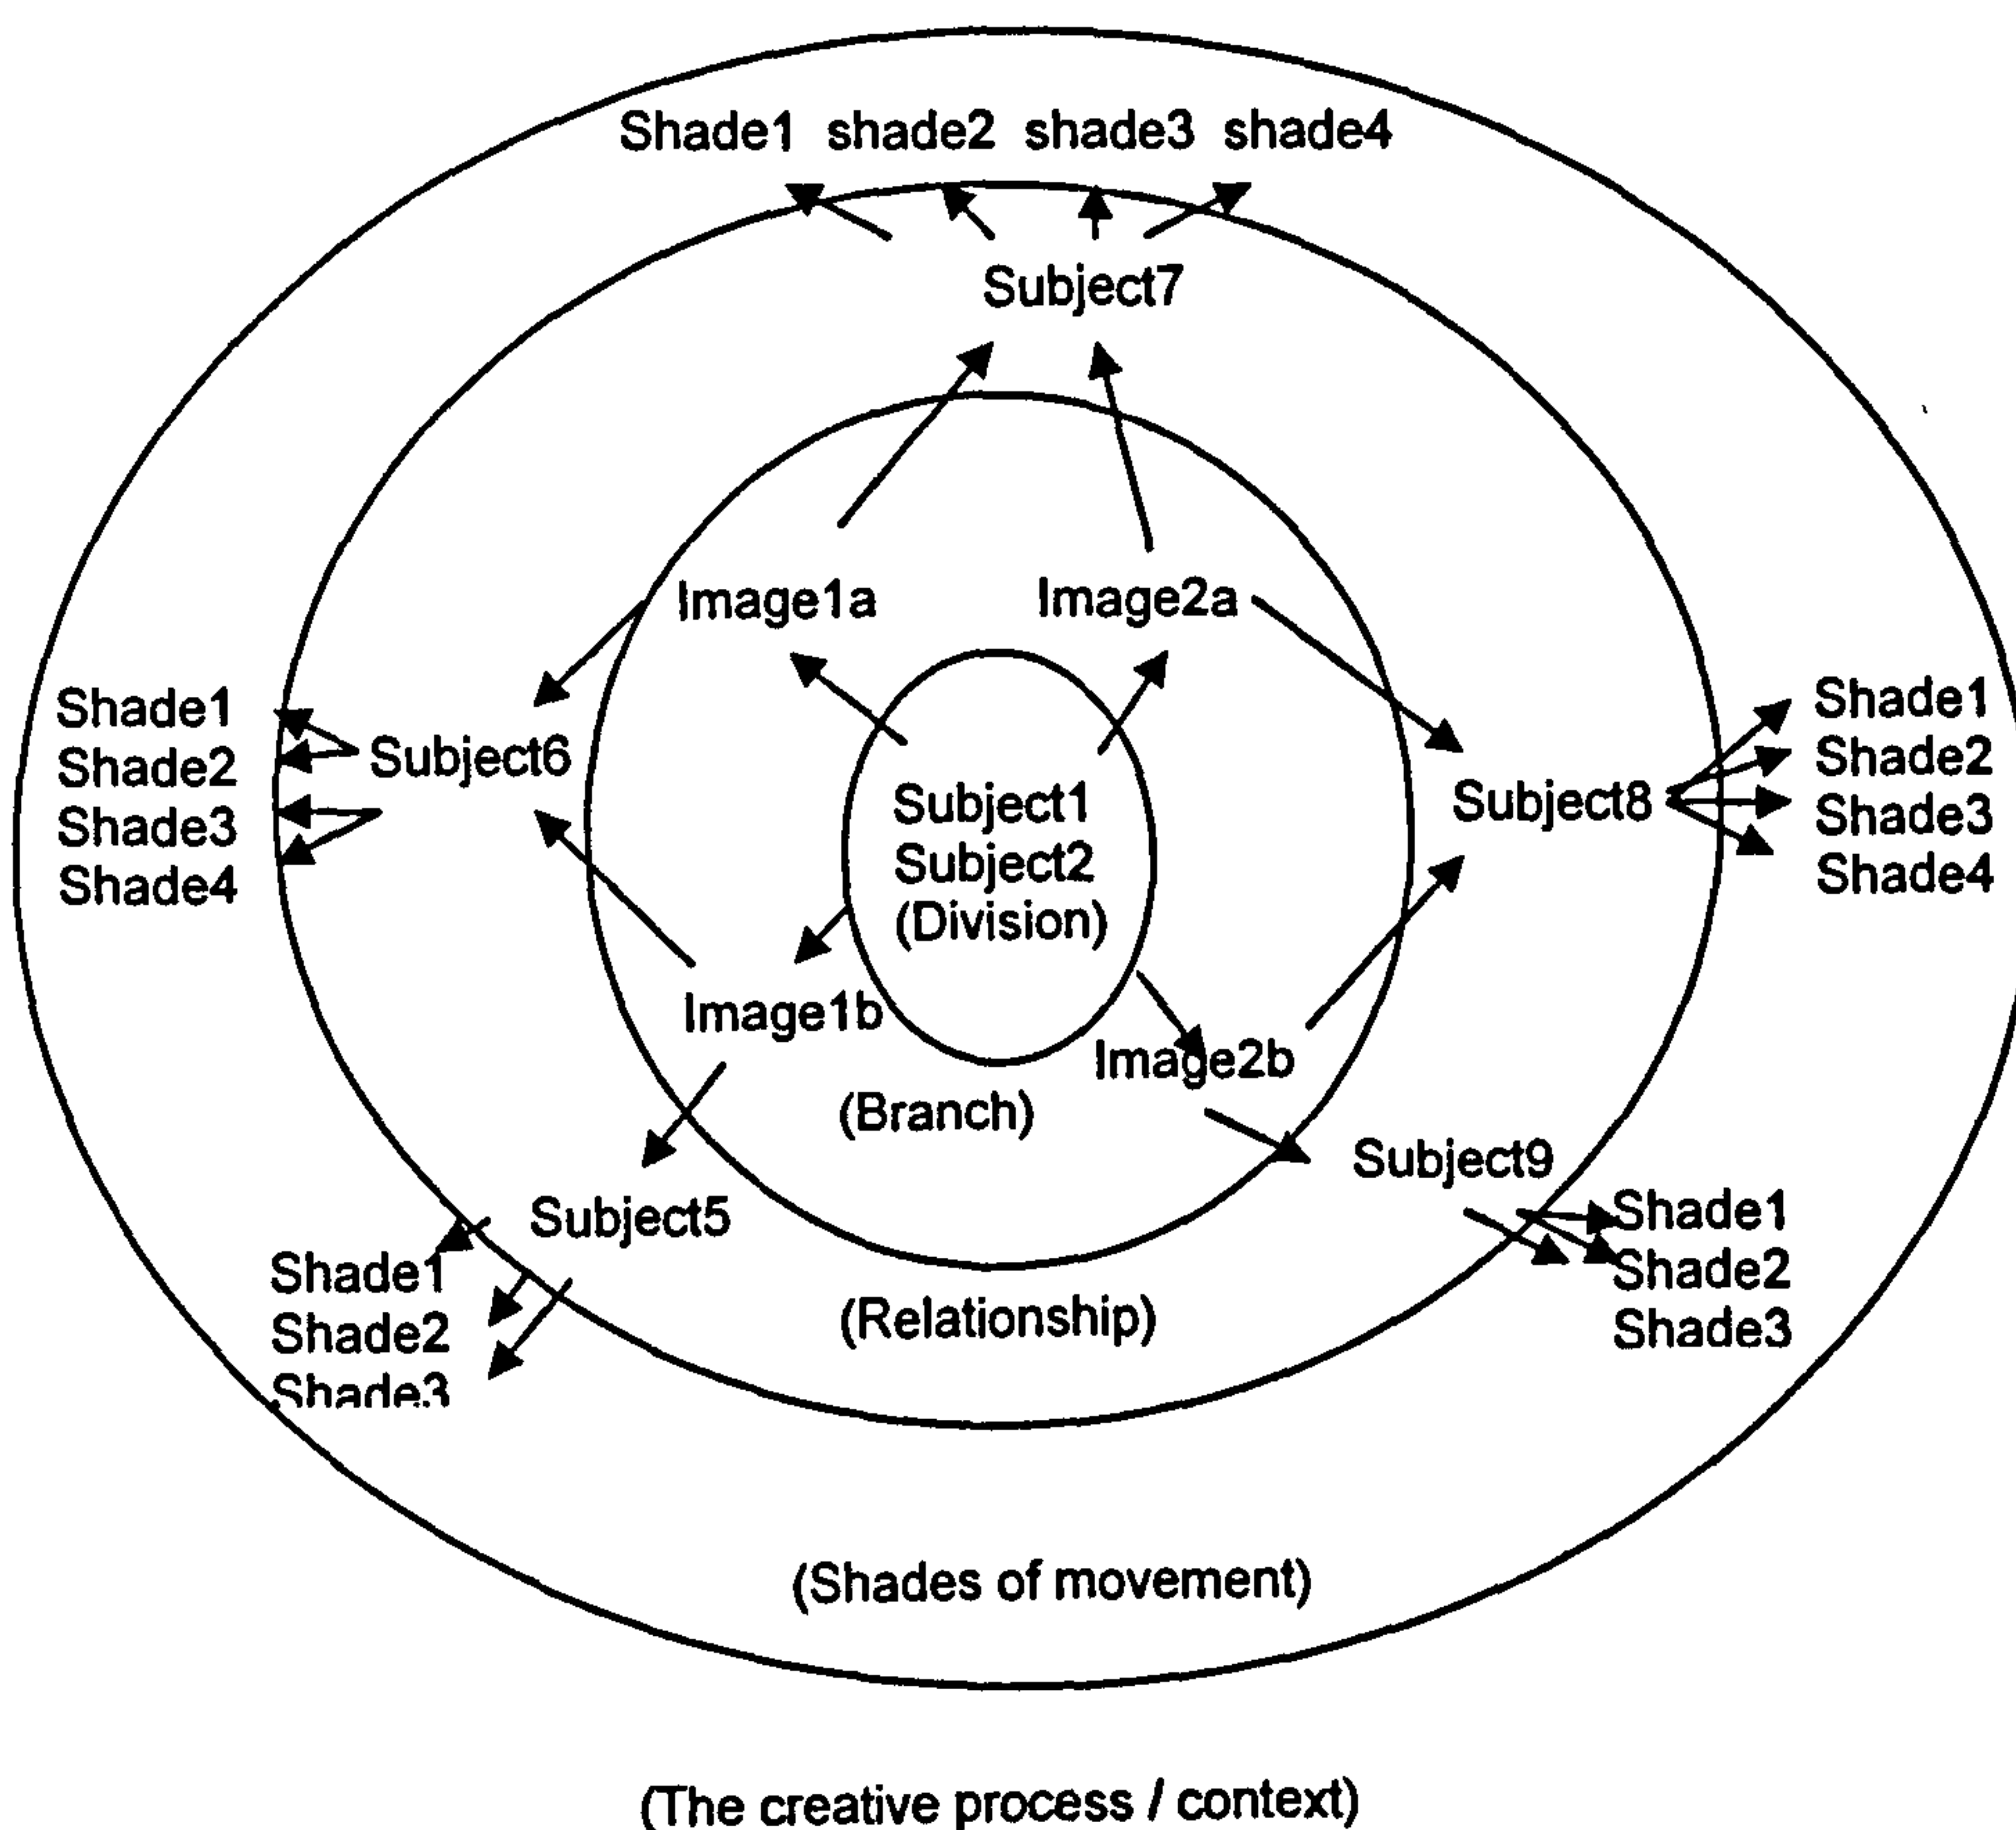 Shade1 shade2 shade3 shade4
Subject7
Image1a
Image2a
Shade1
Shade2
Shade3
Shade4
Subject6
Subject1
Subject2
(Division)
Subject8
Shade1
Shade2
Shade3
Shade4
Image1b
Image2b
(Branch)
Subject9
Shade1
Shade2
Shade3
Subject5
Shade1
Shade2
Shade3
(Relationship)
(Shades of movement)
(The creative process / context)